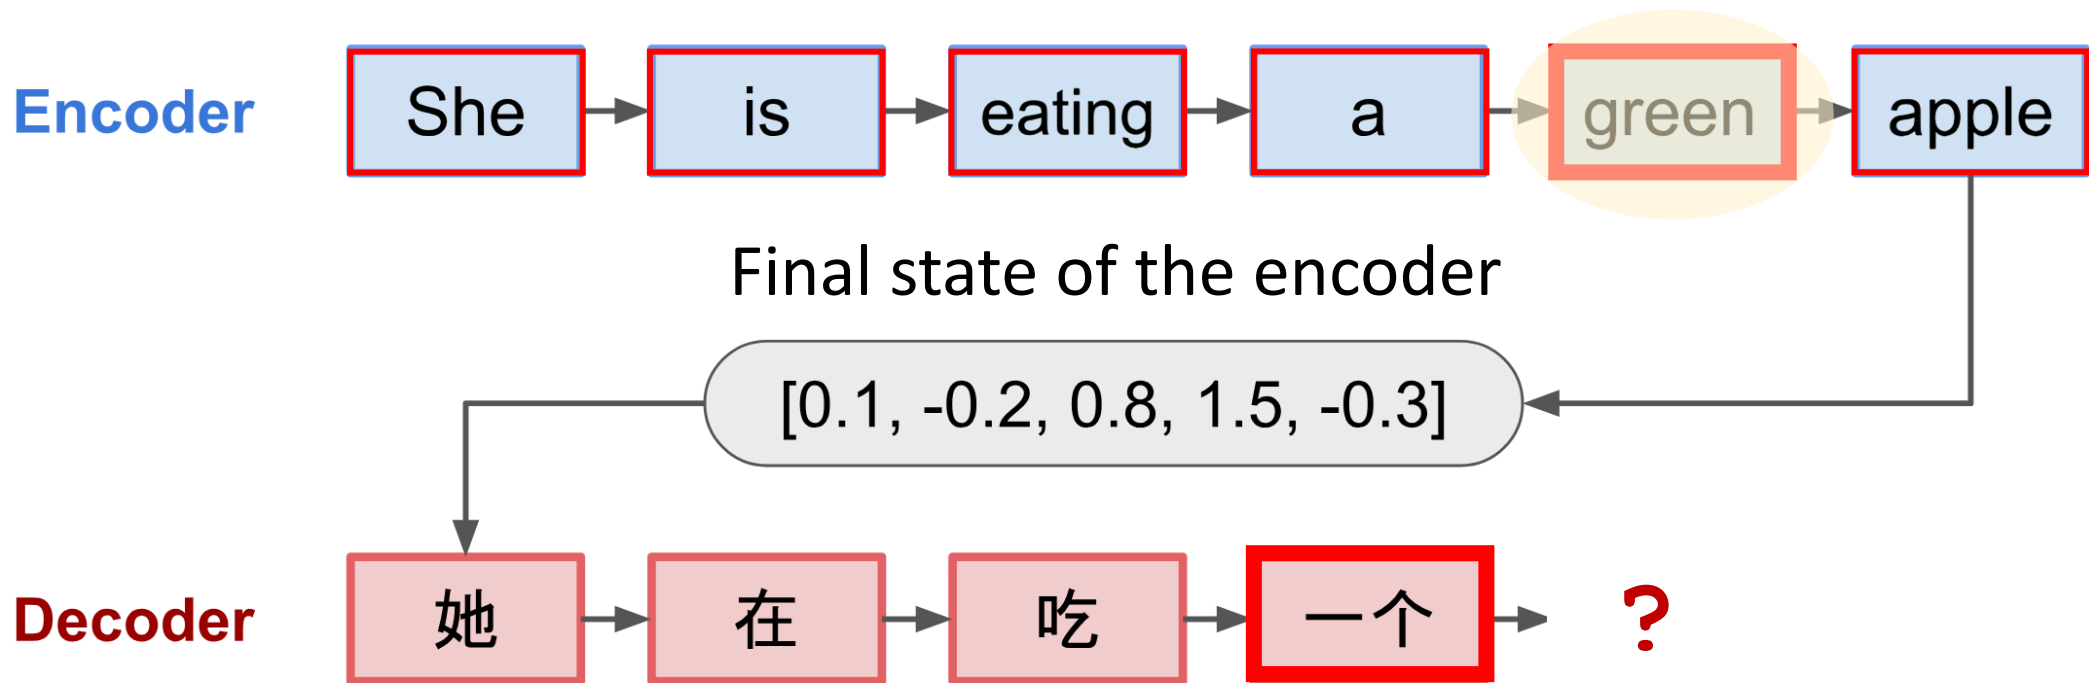 Encoder She is eating a green apple
Final state of the encoder
[0.1, -0.2, 0.8, 1.5, -0.3]
Decoder 她 在 吃 一个 ?